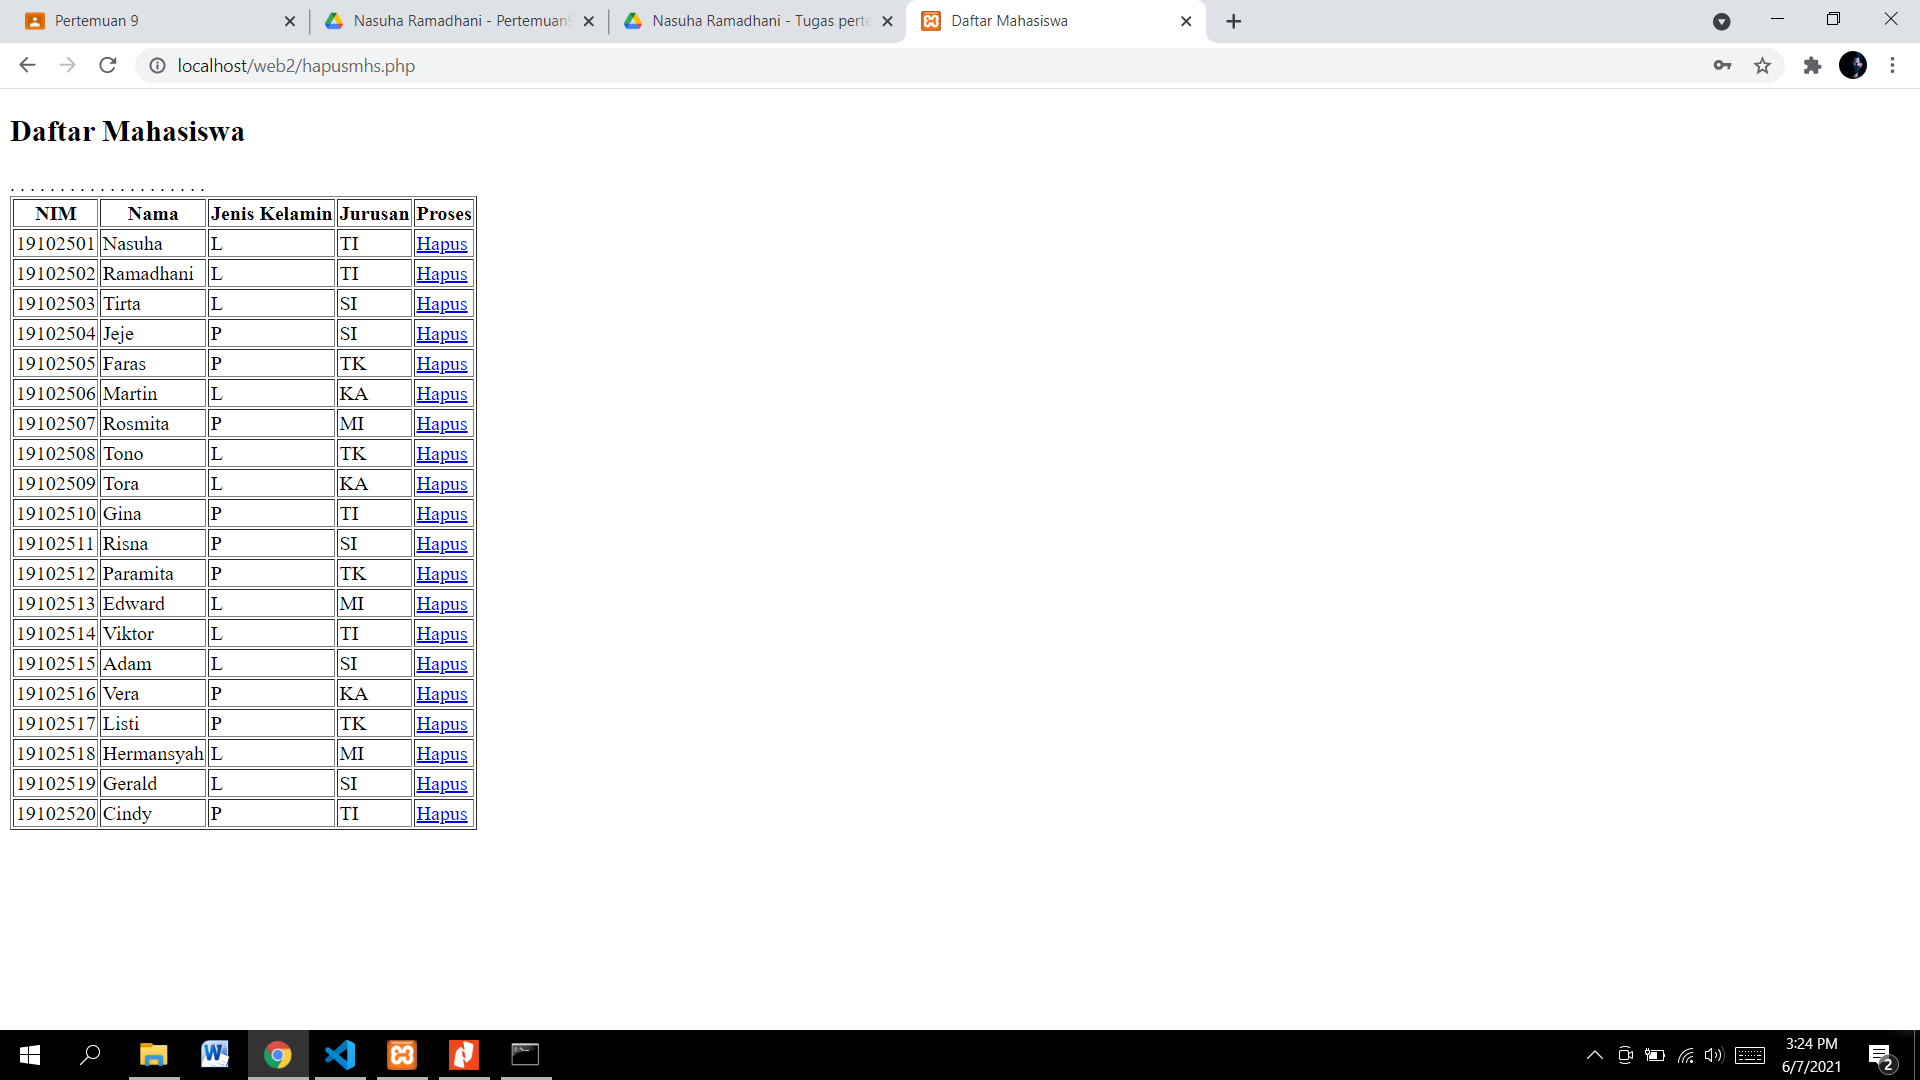 Pertemuan 9
Nasuha Ramadhani - Pertemuan9
Nasuha Ramadhani - Tugas perte
Daftar Mahasiswa
localhost/web2/hapusmhs.php
Daftar Mahasiswa
. . . . . . . . . . . . . . . . . . . .
NIM Nama Jenis Kelamin Jurusan Proses
19102501 Nasuha L TI Hapus
19102502 Ramadhani L TI Hapus
19102503 Tirta L SI Hapus
19102504 Jeje P SI Hapus
19102505 Faras P TK Hapus
19102506 Martin L KA Hapus
19102507 Rosmita P MI Hapus
19102508 Tono L TK Hapus
19102509 Tora L KA Hapus
19102510 Gina P TI Hapus
19102511 Risna P SI Hapus
19102512 Paramita P TK Hapus
19102513 Edward L MI Hapus
19102514 Viktor L TI Hapus
19102515 Adam L SI Hapus
19102516 Vera P KA Hapus
19102517 Listi P TK Hapus
19102518 Hermansyah L MI Hapus
19102519 Gerald L SI Hapus
19102520 Cindy P TI Hapus
3:24 PM
6/7/2021
2